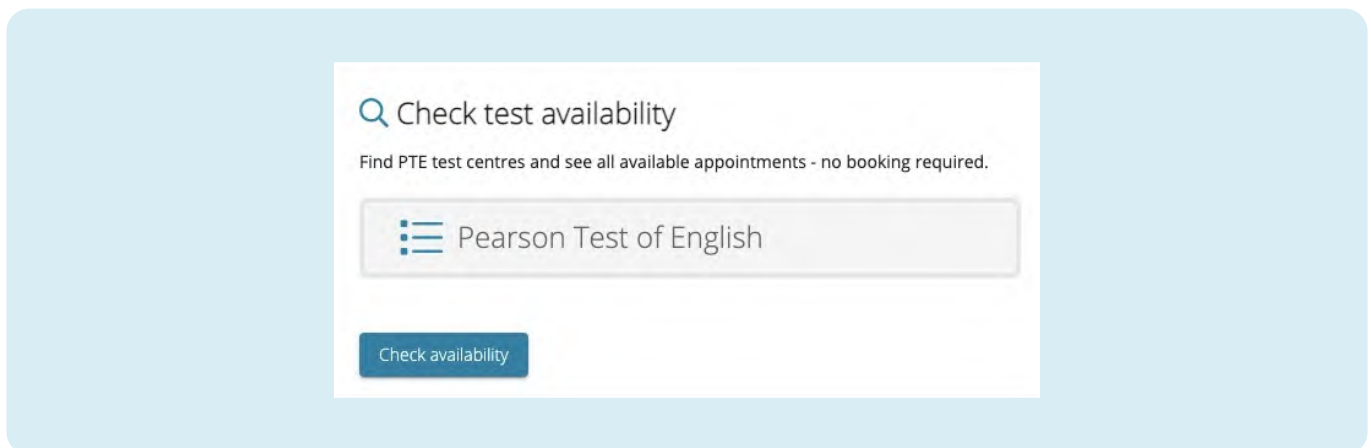 Check test availability
Find PTE test centres and see all available appointments - no booking required.
Pearson Test of English
Check availability